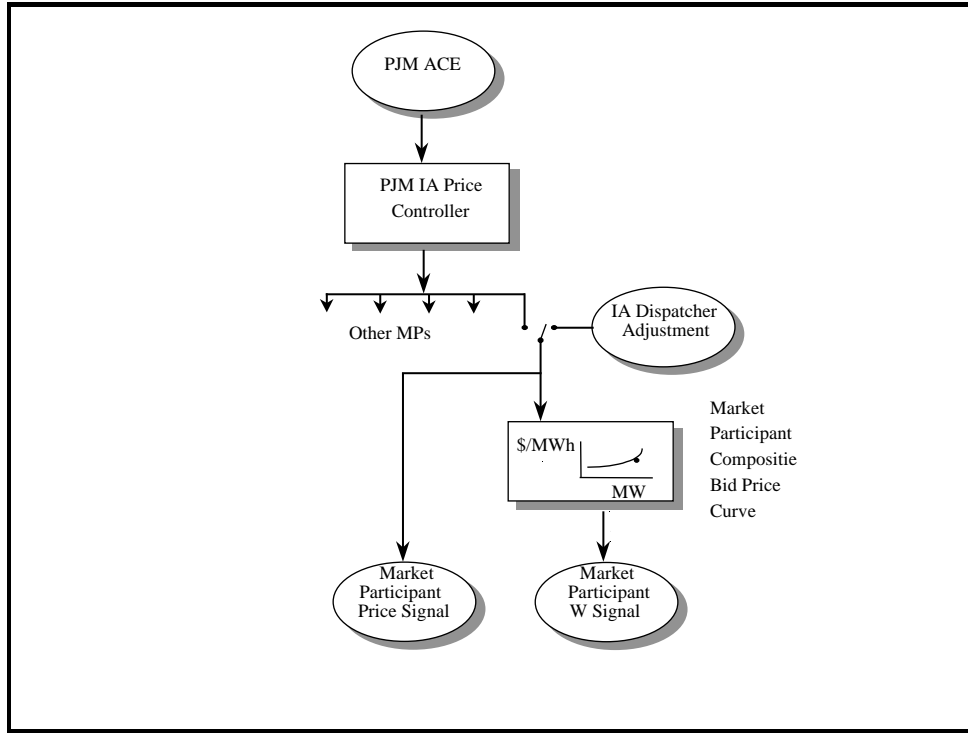 PJM ACE
PJM IA Price
Controller
Other MPs
IA Dispatcher
Adjustment
$/MWh
MW
Market
Participant
Compositie
Bid Price
Curve
Market
Participant
Price Signal
Market
Participant
W Signal